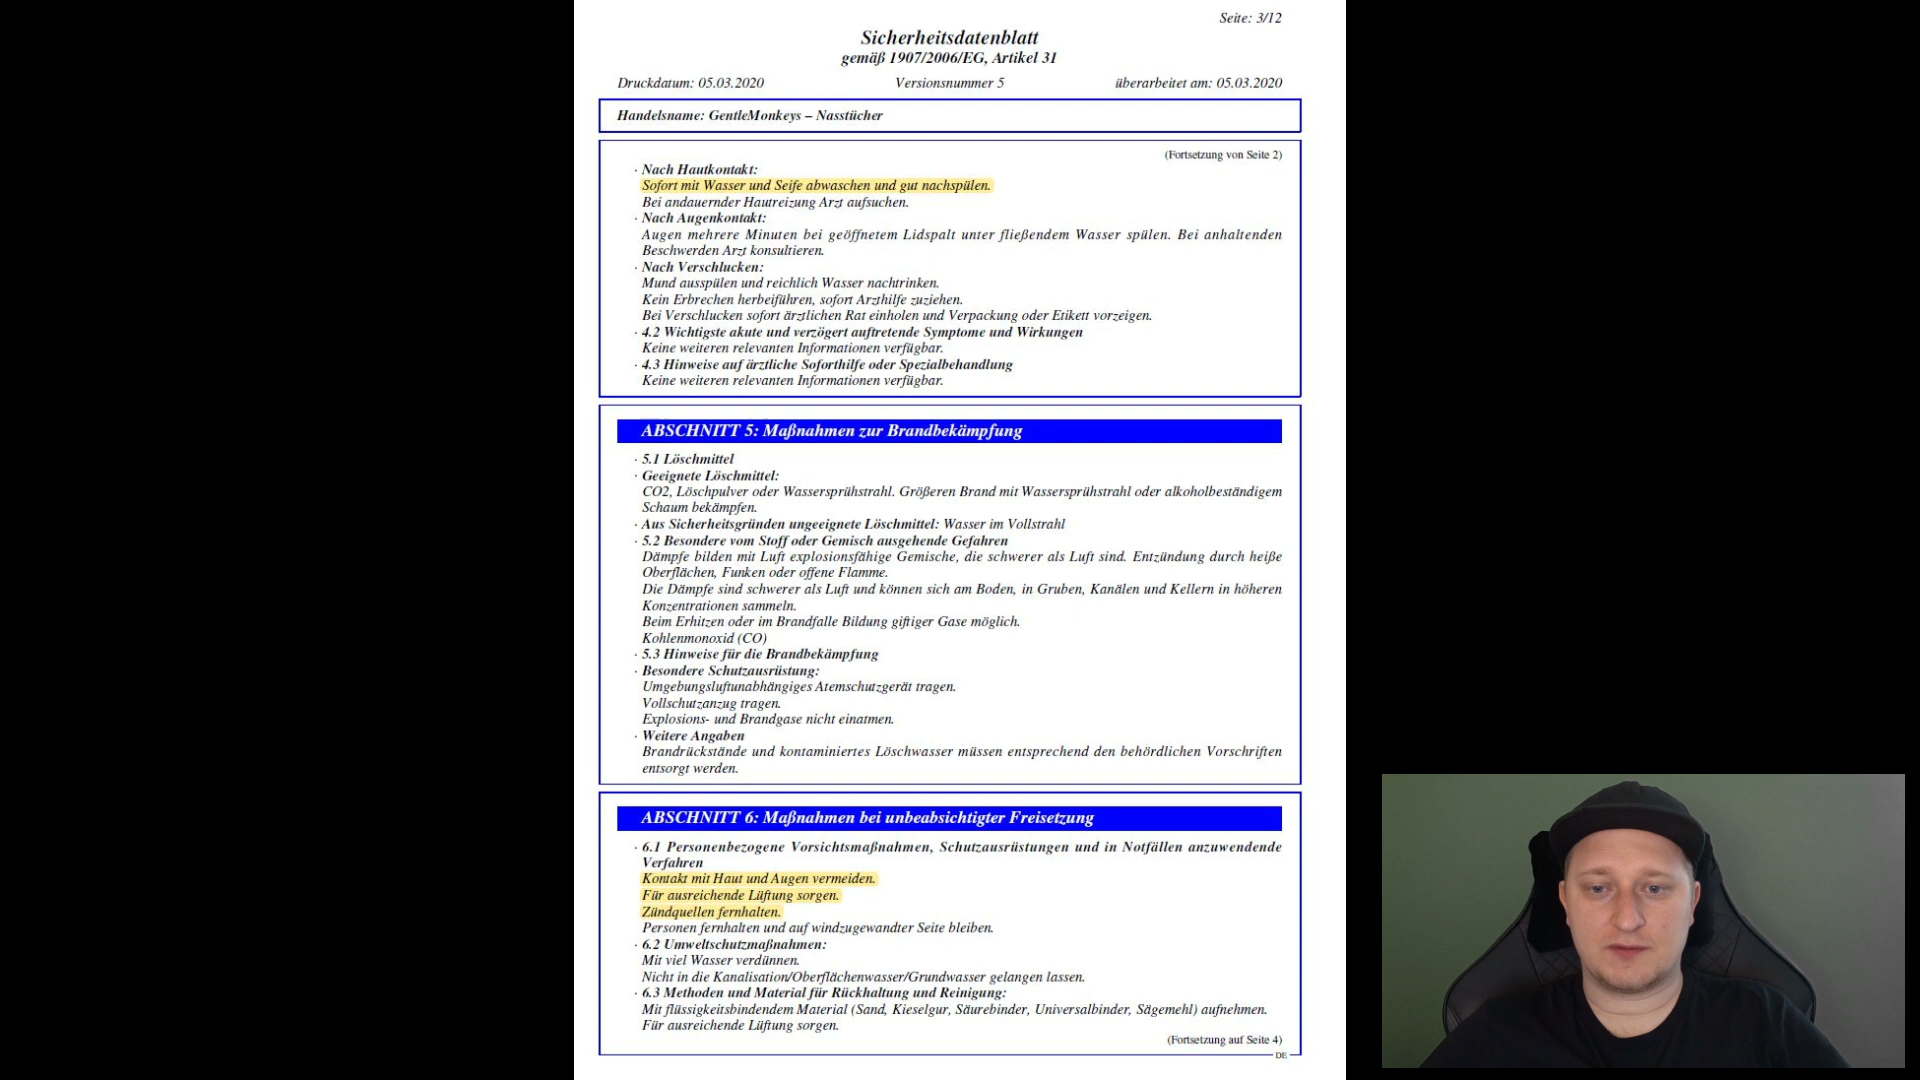 Seite: 3/12
Sicherheitsdatenblatt
gemäß 1907/2006/EG, Artikel 31
Druckdatum: 05.03.2020 Versionsnummer 5 überarbeitet am: 05.03.2020
Handelsname: GentleMonkeys – Nasstücher
(Fortsetzung von Seite 2)
· Nach Hautkontakt:
Sofort mit Wasser und Seife abwaschen und gut nachspülen.
Bei andauernder Hautreizung Arzt aufsuchen.
· Nach Augenkontakt:
Augen mehrere Minuten bei geöffnetem Lidspalt unter fließendem Wasser spülen. Bei anhaltenden
Beschwerden Arzt konsultieren.
· Nach Verschlucken:
Mund ausspülen und reichlich Wasser nachtrinken.
Kein Erbrechen herbeiführen, sofort Arzthilfe zuziehen.
Bei Verschlucken sofort ärztlichen Rat einholen und Verpackung oder Etikett vorzeigen.
· 4.2 Wichtigste akute und verzögert auftretende Symptome und Wirkungen
Keine weiteren relevanten Informationen verfügbar.
· 4.3 Hinweise auf ärztliche Soforthilfe oder Spezialbehandlung
Keine weiteren relevanten Informationen verfügbar.
ABSCHNITT 5: Maßnahmen zur Brandbekämpfung
· 5.1 Löschmittel
· Geeignete Löschmittel:
CO2, Löschpulver oder Wassersprühstrahl. Größeren Brand mit Wassersprühstrahl oder alkoholbeständigem
Schaum bekämpfen.
· Aus Sicherheitsgründen ungeeignete Löschmittel: Wasser im Vollstrahl
· 5.2 Besondere vom Stoff oder Gemisch ausgehende Gefahren
Dämpfe bilden mit Luft explosionsfähige Gemische, die schwerer als Luft sind. Entzündung durch heiße
Oberflächen, Funken oder offene Flamme.
Die Dämpfe sind schwerer als Luft und können sich am Boden, in Gruben, Kanälen und Kellern in höheren
Konzentrationen sammeln.
Beim Erhitzen oder im Brandfalle Bildung giftiger Gase möglich.
Kohlenmonoxid (CO)
· 5.3 Hinweise für die Brandbekämpfung
· Besondere Schutzausrüstung:
Umgebungsluftunabhängiges Atemschutzgerät tragen.
Vollschutzanzug tragen.
Explosions- und Brandgase nicht einatmen.
· Weitere Angaben
Brandrückstände und kontaminiertes Löschwasser müssen entsprechend den behördlichen Vorschriften
entsorgt werden.
ABSCHNITT 6: Maßnahmen bei unbeabsichtigter Freisetzung
· 6.1 Personenbezogene Vorsichtsmaßnahmen, Schutzausrüstungen und in Notfällen anzuwendende
Verfahren
Kontakt mit Haut und Augen vermeiden.
Für ausreichende Lüftung sorgen.
Zündquellen fernhalten.
Personen fernhalten und auf windzugewandter Seite bleiben.
· 6.2 Umweltschutzmaßnahmen:
Mit viel Wasser verdünnen.
Nicht in die Kanalisation/Oberflächenwasser/Grundwasser gelangen lassen.
· 6.3 Methoden und Material für Rückhaltung und Reinigung:
Mit flüssigkeitsbindendem Material (Sand, Kieselgur, Säurebinder, Universalbinder, Sägemehl) aufnehmen.
Für ausreichende Lüftung sorgen.
(Fortsetzung auf Seite 4)
DE